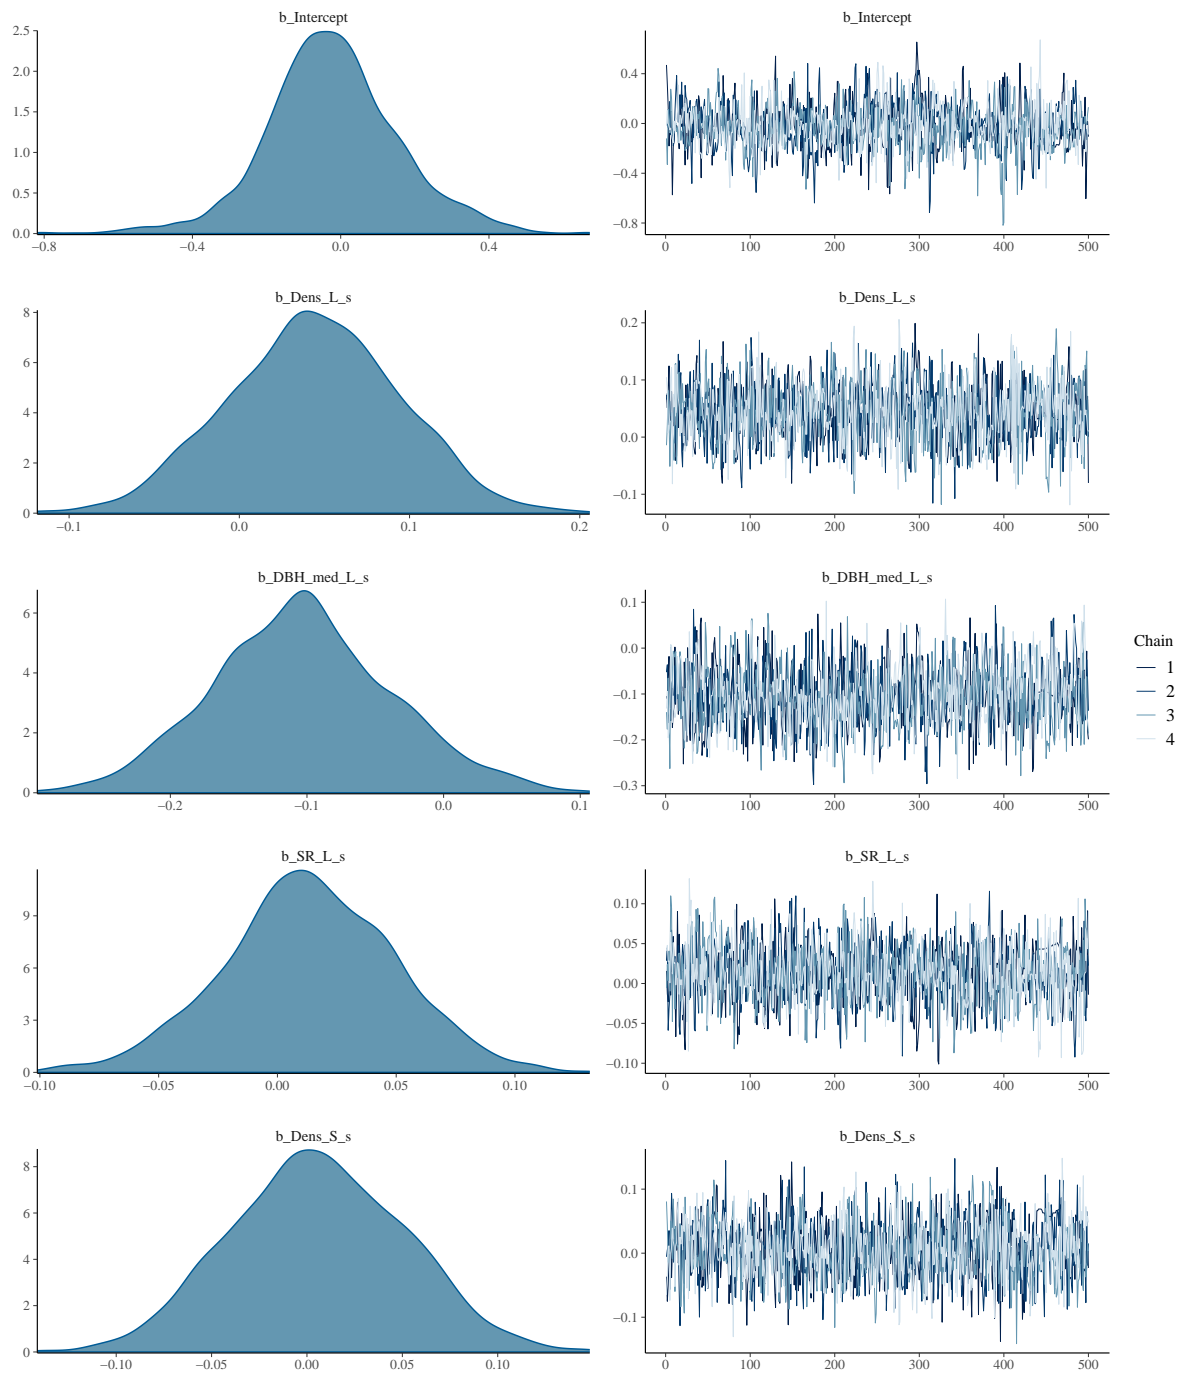 b_Intercept
2.5
2.0
1.5
1.0
0.5
0.0
−0.8 −0.4 0.0 0.4
b_Intercept
0.4
0.0
−0.4
−0.8
0 100 200 300 400 500
b_Dens_L_s
8
6
4
2
0
−0.1 0.0 0.1 0.2
b_Dens_L_s
0.2
0.1
0.0
−0.1
0 100 200 300 400 500
b_DBH_med_L_s
6
4
2
0
−0.2 −0.1 0.0 0.1
b_DBH_med_L_s
0.1
0.0
−0.1
−0.2
−0.3
0 100 200 300 400 500
Chain
1
2
3
4
b_SR_L_s
9
6
3
0
−0.10 −0.05 0.00 0.05 0.10
b_SR_L_s
0.10
0.05
0.00
−0.05
−0.10
0 100 200 300 400 500
b_Dens_S_s
8
6
4
2
0
−0.10 −0.05 0.00 0.05 0.10
b_Dens_S_s
0.1
0.0
−0.1
0 100 200 300 400 500